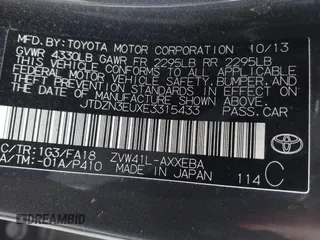 MFD. BY: TOYOTA MOTOR CORPORATION 10/13
GVWR 4330LB GAWR FR 2295LB RR 2295LB
THIS VEHICLE CONFORMS TO ALL APPLICABLE
FEDERAL MOTOR VEHICLE SAFETY, BUMPER, AND
THEFT PREVENTION STANDARDS IN EFFECT ON
THE DATE OF MANUFACTURE SHOWN ABOVE.
JTDZN3EUXE3315433 PASS.CAR
C/TR:1G3/FA18 ZVW41L-AXXEBA
A/TM:-01A/P410 MADE IN JAPAN
114C
TOYOTA